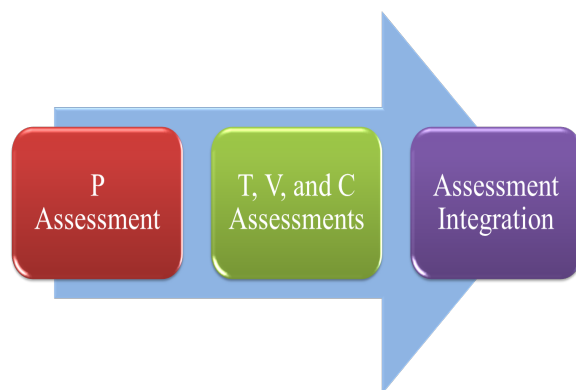 P
Assessment
T, V, and C
Assessments
Assessment
Integration